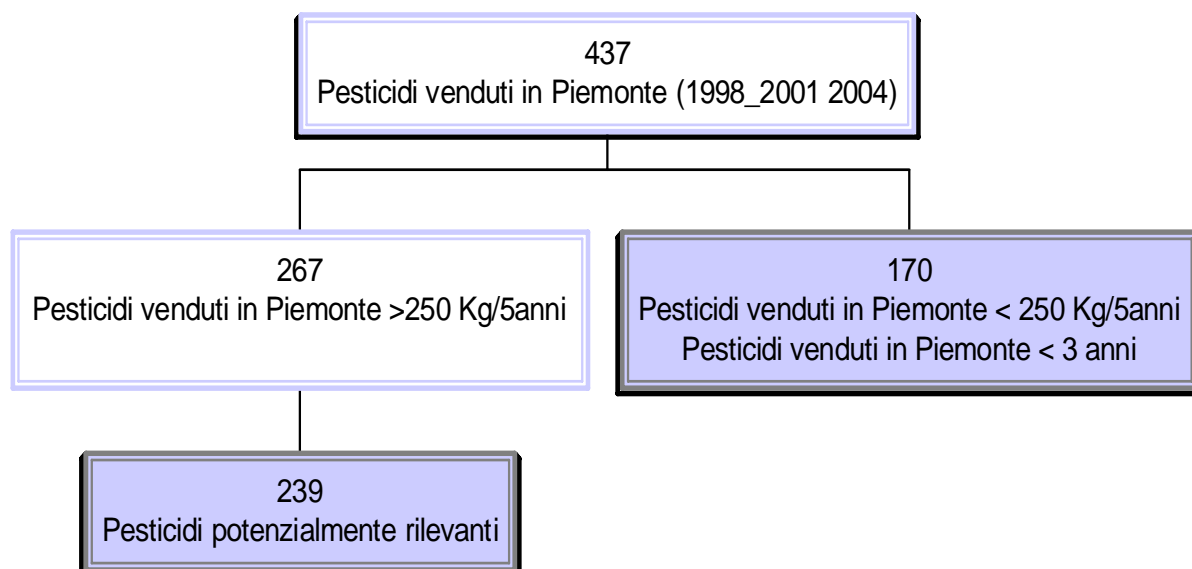 437
Pesticidi venduti in Piemonte (1998_2001 2004)
267
Pesticidi venduti in Piemonte >250 Kg/5anni
170
Pesticidi venduti in Piemonte < 250 Kg/5anni
Pesticidi venduti in Piemonte < 3 anni
239
Pesticidi potenzialmente rilevanti